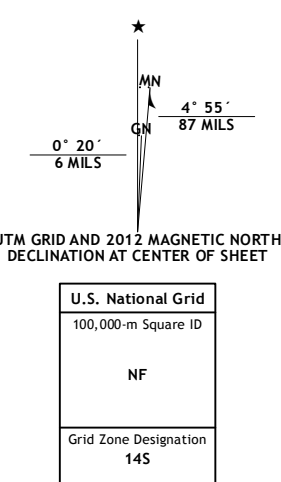 ★
MN
4° 55´
87 MILS
GN
0° 20´
6 MILS
UTM GRID AND 2012 MAGNETIC NORTH
DECLINATION AT CENTER OF SHEET
U.S. National Grid
100,000-m Square ID
NF
Grid Zone Designation
14S